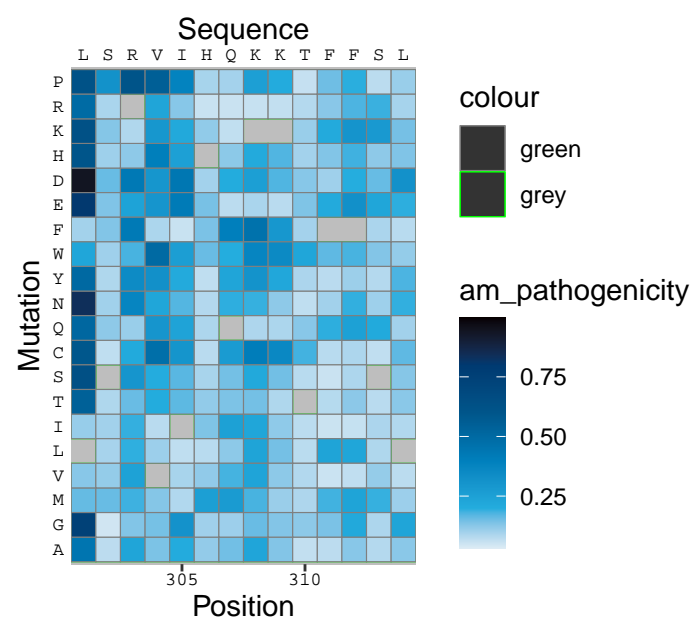 Sequence
L S R V I H Q K K T F F S L
P
R
K
H
D
E
F
W
Y
N
Q
C
S
T
I
L
V
M
G
A
Mutation
305 310
Position
colour
green
grey
am_pathogenicity
0.75
0.50
0.25